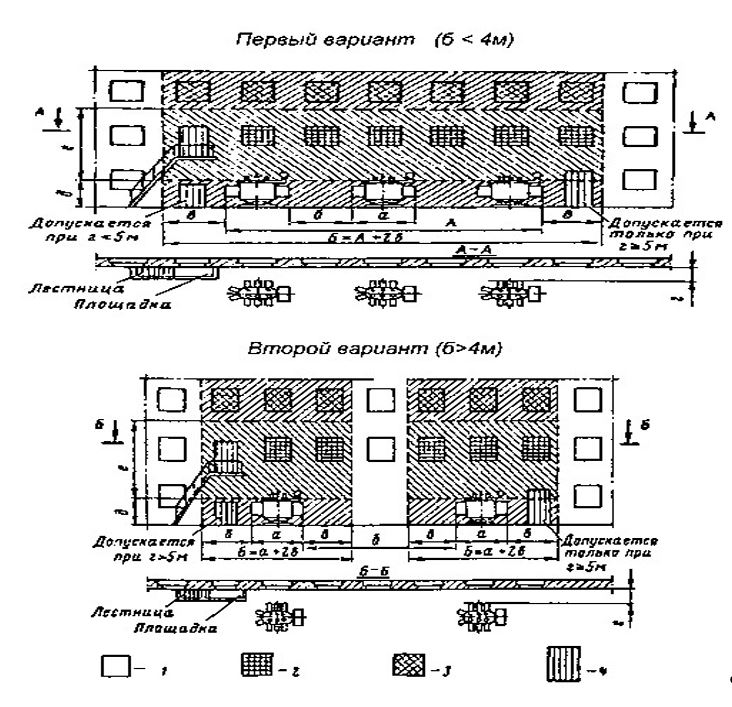 Первый вариант (б < 4м)
А А
г
д
в б а А в
Допускается
при г < 5м
Допускается
только при
г ≥ 5м
Б = А + 2в
А-А
Лестница
Площадка
г
Второй вариант (б>4м)
Б Б
г
д
в а в б в а в
Допускается
при г>5м
Допускается
только при
г ≥ 5м
Б = а + 2в Б = а + 2в
Б-Б
Лестница
Площадка
г
- 1 - 2 - 3 - 4